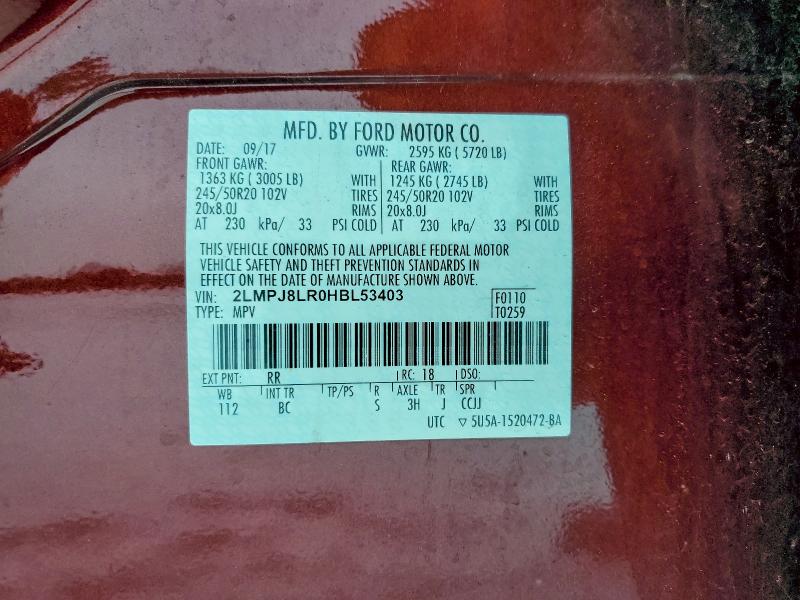 MFD. BY FORD MOTOR CO.
DATE: 09/17 GVWR: 2595 KG ( 5720 LB)
FRONT GAWR: REAR GAWR:
1363 KG ( 3005 LB) WITH 1245 KG ( 2745 LB) WITH
245/50R20 102V TIRES 245/50R20 102V TIRES
20x8.0J RIMS 20x8.0J RIMS
AT 230 kPa/ 33 PSI COLD AT 230 kPa/ 33 PSI COLD
THIS VEHICLE CONFORMS TO ALL APPLICABLE FEDERAL MOTOR
VEHICLE SAFETY AND THEFT PREVENTION STANDARDS IN
EFFECT ON THE DATE OF MANUFACTURE SHOWN ABOVE.
VIN: 2LMPJ8LR0HBL53403 F0110
TYPE: MPV T0259
EXT PNT: RR RC: 18 DSO:
WB INT TR TP/PS R AXLE TR SPR
112 BC S 3H J CCJJ
UTC ▽ 5U5A-1520472-BA